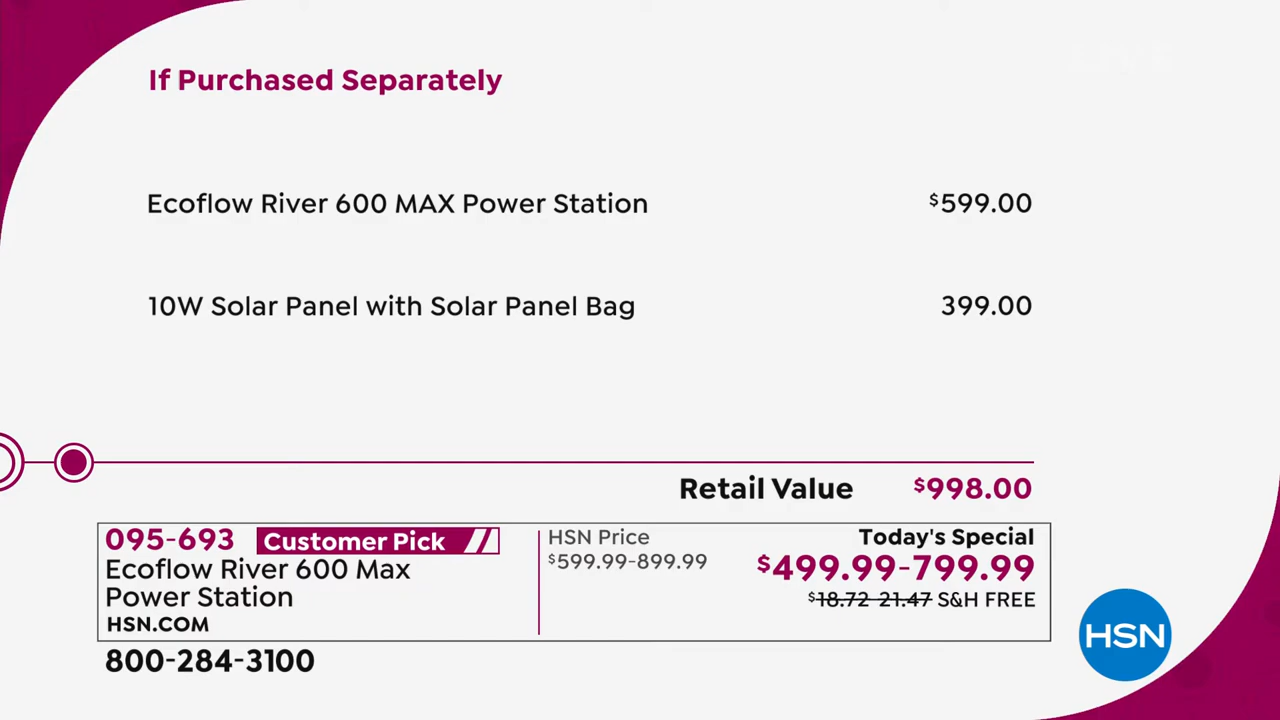 If Purchased Separately
Ecoflow River 600 MAX Power Station $599.00
10W Solar Panel with Solar Panel Bag 399.00
Retail Value $998.00
095-693 Customer Pick
Ecoflow River 600 Max
Power Station
HSN.COM
HSN Price
$599.99-899.99
Today's Special
$499.99-799.99
$18.72-21.47 S&H FREE
800-284-3100
HSN